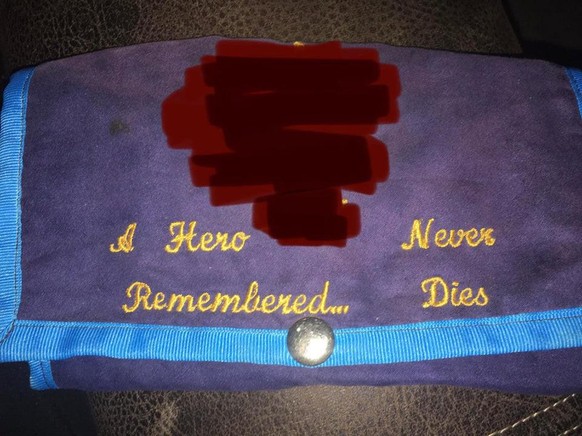 A Hero
Remembered...
Never
Dies